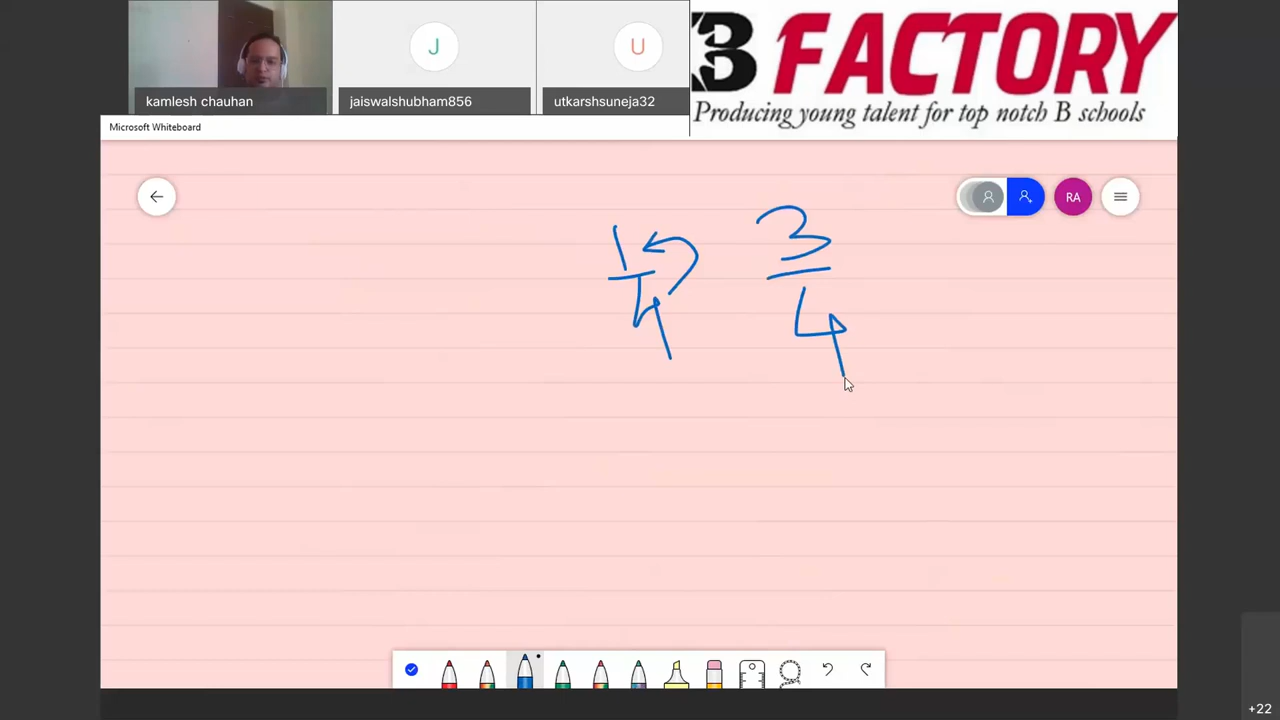 B FACTORY
Producing young talent for top notch B schools
J
U
kamlesh chauhan
jaiswalshubham856
utkarshsuneja32
Microsoft Whiteboard
RA
1
4
3
4
+22